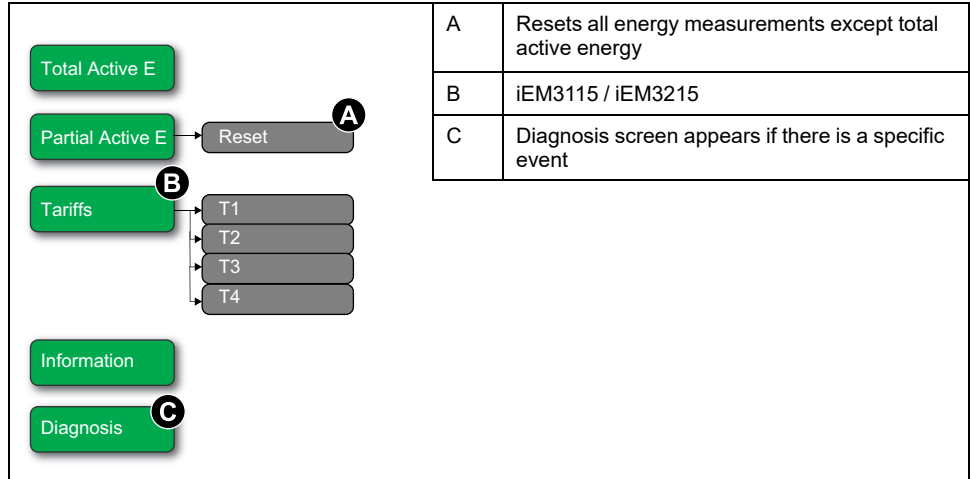 Total Active E
Partial Active E
Reset
A
B
Tariffs
T1
T2
T3
T4
Information
C
Diagnosis
A Resets all energy measurements except total
active energy
B iEM3115 / iEM3215
C Diagnosis screen appears if there is a specific
event